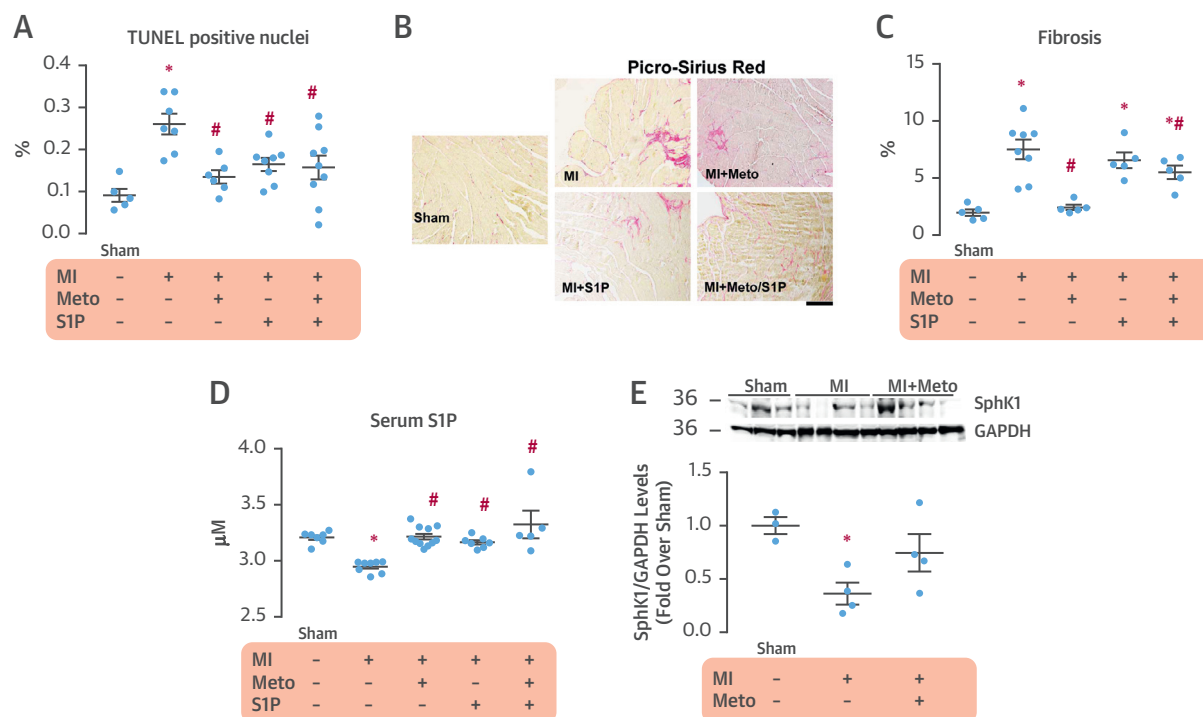 A
TUNEL positive nuclei
%
0.4
0.3
0.2
0.1
0.0
*
#
#
#
Sham
MI – + + + +
Meto – – + – +
S1P – – – + +
B
Picro-Sirius Red
Sham
MI
MI+Meto
MI+S1P
MI+Meto/S1P
C
Fibrosis
%
15
10
5
0
*
#
*
*#
Sham
MI – + + + +
Meto – – + – +
S1P – – – + +
D
Serum S1P
μM
4.0
3.5
3.0
2.5
*
#
#
#
Sham
MI – + + + +
Meto – – + – +
S1P – – – + +
E
Sham MI MI+Meto
36 – SphK1
36 – GAPDH
SphK1/GAPDH Levels
(Fold Over Sham)
1.5
1.0
0.5
0.0
*
Sham
MI – + +
Meto – – +